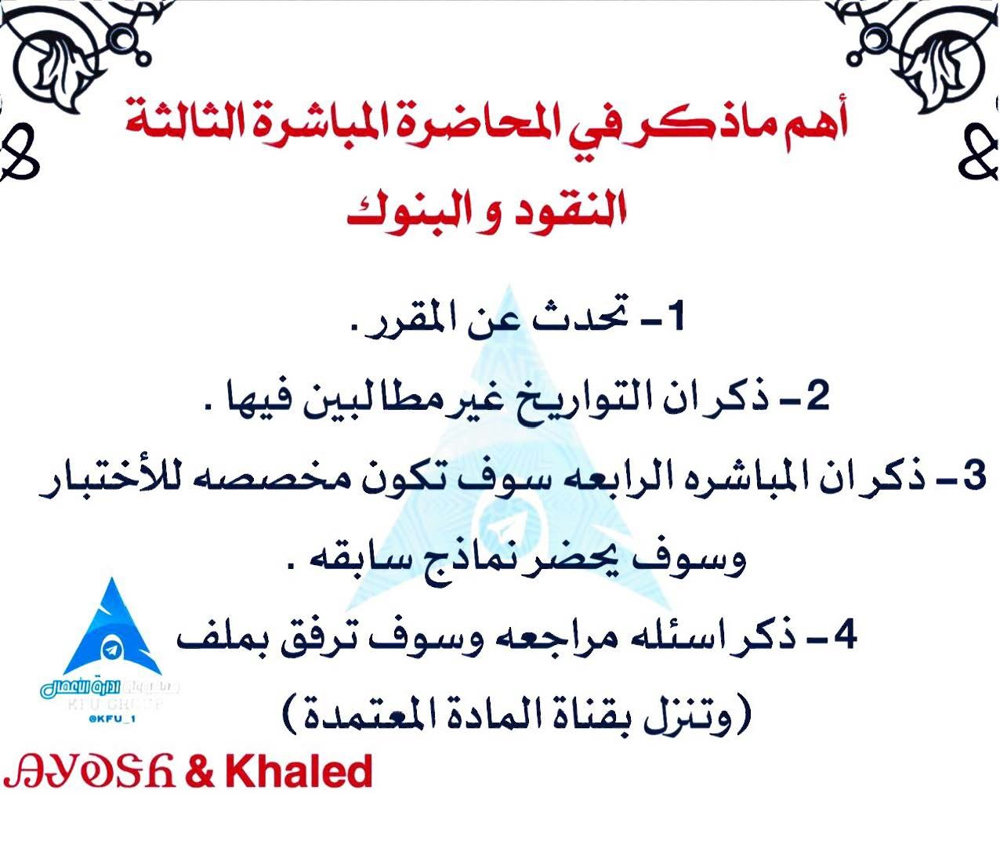 أهم ماذكر في المحاضرة المباشرة الثالثة
النقود و البنوك
1- تحدث عن المقرر .
2- ذكر ان التواريخ غير مطالبين فيها .
3- ذكر ان المباشره الرابعه سوف تكون مخصصه للأختبار
وسوف يحضر نماذج سابقه .
4- ذكر اسئله مراجعه وسوف ترفق بملف
(وتنزل بقناة المادة المعتمدة)
ادارة الأعمال
KFU GROUP
@KFU_1
& Khaled